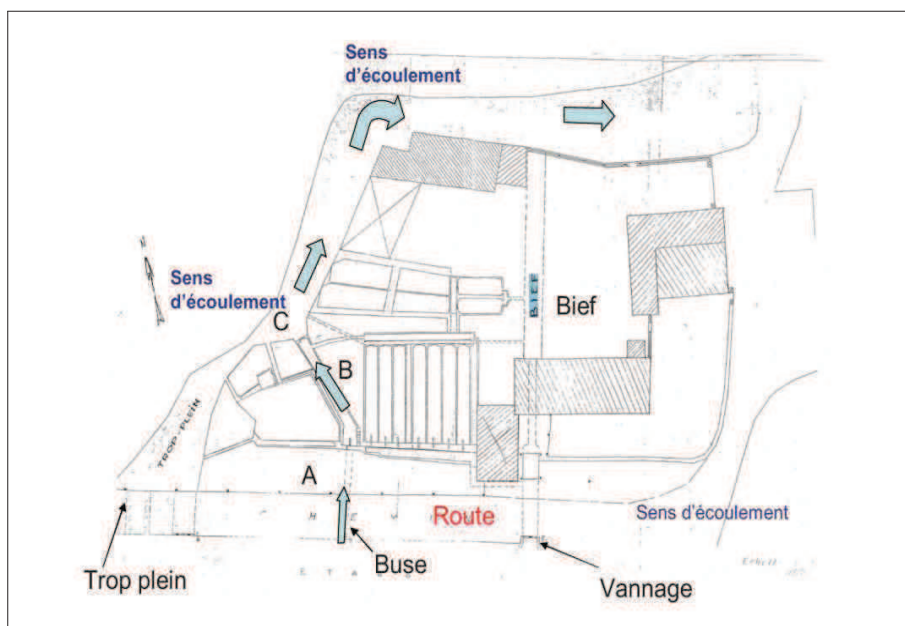 Sens
d'écoulement
N
Sens
d'écoulement
C
BIEF
Bief
B
TROP-PLEIN
A
Route
Sens d'écoulement
Trop plein
Buse
Vannage